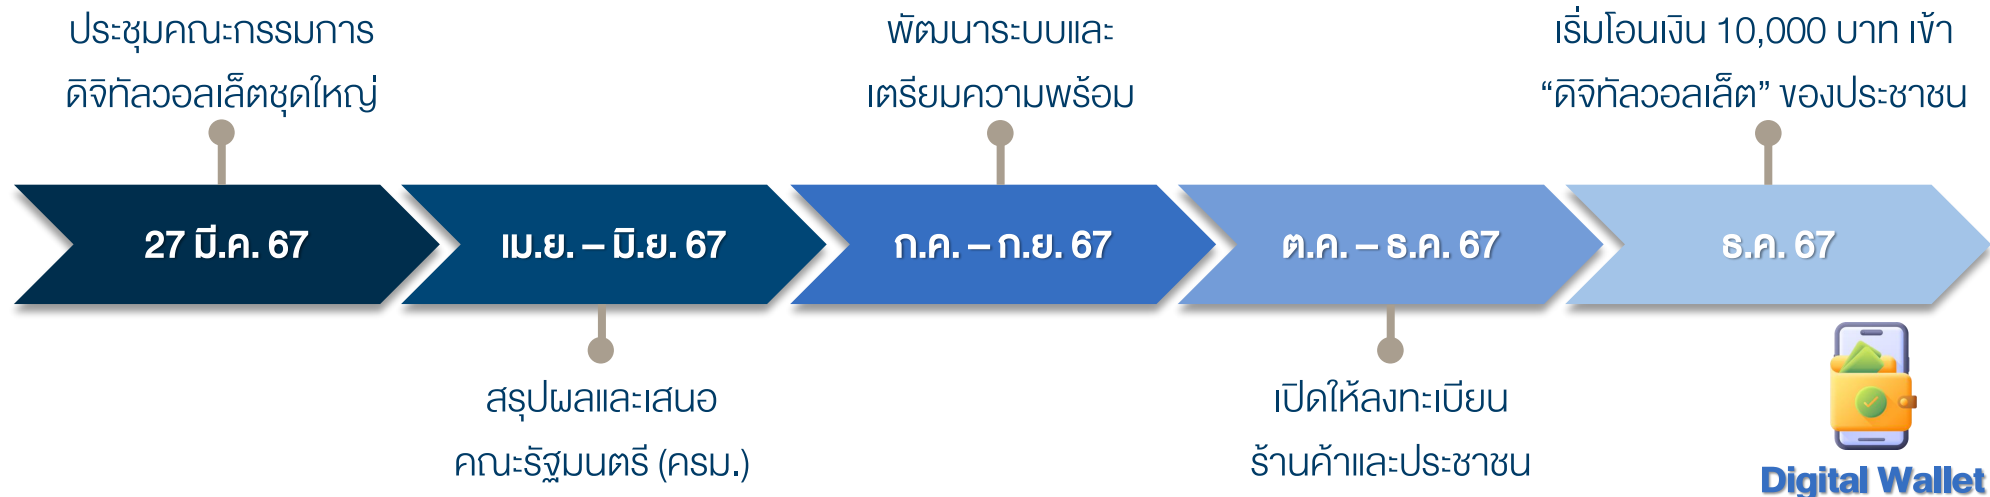 ประชุมคณะกรรมการ
ดิจิทัลวอลเล็ตชุดใหญ่
27 มี.ค. 67
เม.ย. – มิ.ย. 67
สรุปผลและเสนอ
คณะรัฐมนตรี (ครม.)
พัฒนาระบบและ
เตรียมความพร้อม
ก.ค. – ก.ย. 67
ต.ค. – ธ.ค. 67
เปิดให้ลงทะเบียน
ร้านค้าและประชาชน
เริ่มโอนเงิน 10,000 บาท เข้า
“ดิจิทัลวอลเล็ต” ของประชาชน
ธ.ค. 67
Digital Wallet